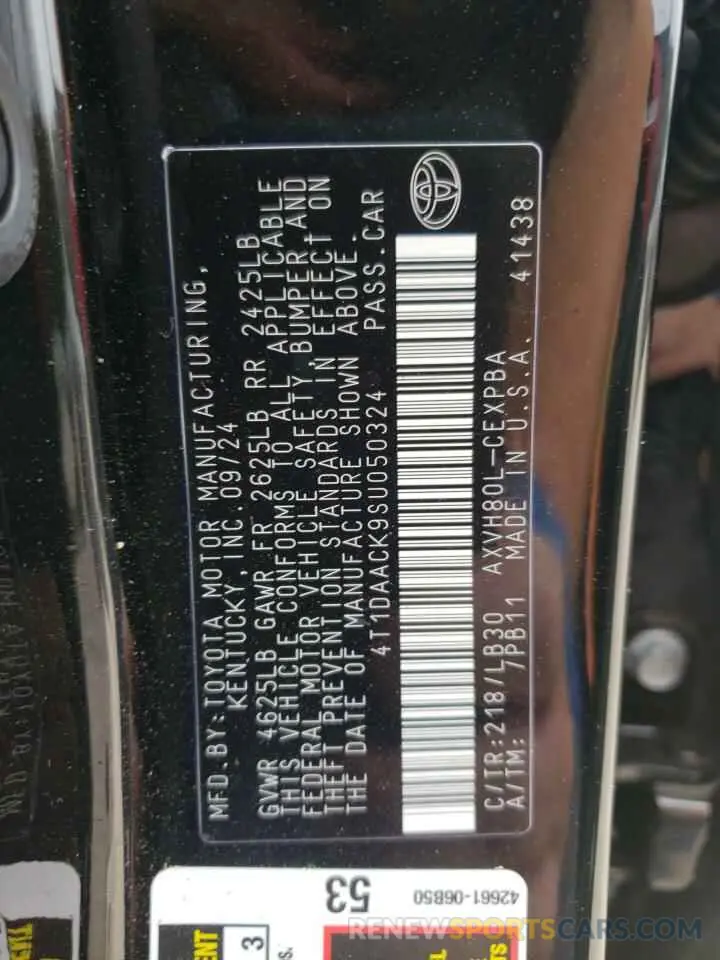 MFD.BY:TOYOTA MOTOR MANUFACTURING,
KENTUCKY,INC.09/24
GVWR 4625LB GAWR FR 2625LB RR 2425LB
THIS VEHICLE CONFORMS TO ALL APPLICABLE
FEDERAL MOTOR VEHICLE SAFETY, BUMPER,AND
THEFT PREVENTION STANDARDS IN EFFECT ON
THE DATE OF MANUFACTURE SHOWN ABOVE.
4T1DAACK9SU050324 PASS.CAR
C/TR:218/LB30 AXVH80L-CEXPBA
A/TM: 7PB11 MADE IN U.S.A. 41438
53
42661-06B50
3
RENEWSPORTSCARS.COM